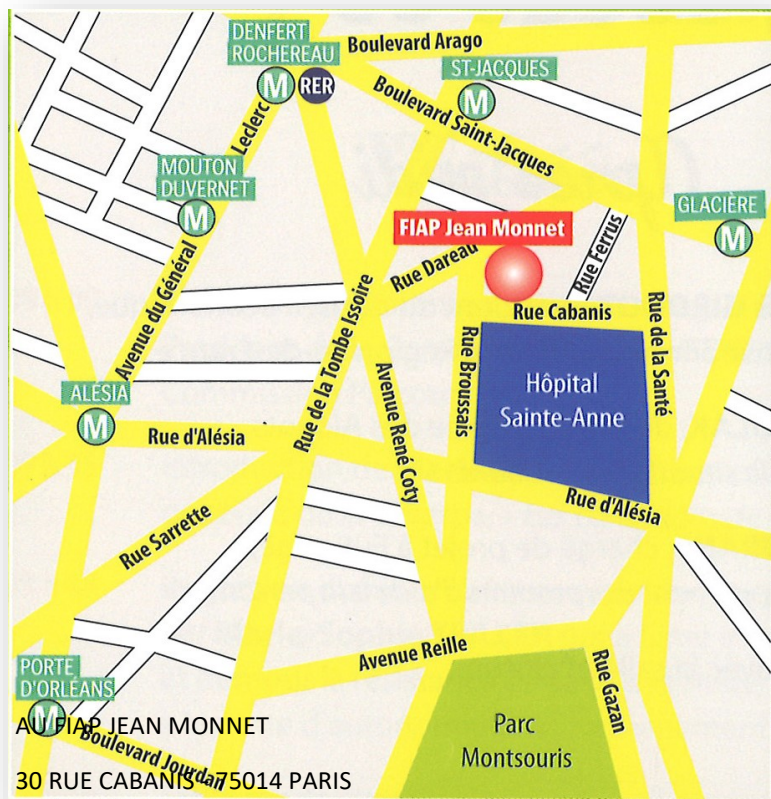 DENFERT
ROCHEREAU
Boulevard Arago
M
RER
ST-JACQUES
M
Boulevard Saint-Jacques
Leclerc
MOUTON
DUVERNET
M
GLACIÈRE
M
FIAP Jean Monnet
Rue Ferrus
Rue Dareau
Avenue du Général
Rue de la Tombe Issoire
Rue Cabanis
Rue de la Santé
Rue Broussais
Hôpital
Sainte-Anne
ALÉSIA
M
Avenue René Coty
Rue d'Alésia
Rue d'Alésia
Rue Sarrette
Avenue Reille
Rue Gazan
PORTE
D'ORLÉANS
M
Parc
Montsouris
Boulevard Jourdan
AU FIAP JEAN MONNET
30 RUE CABANIS 75014 PARIS